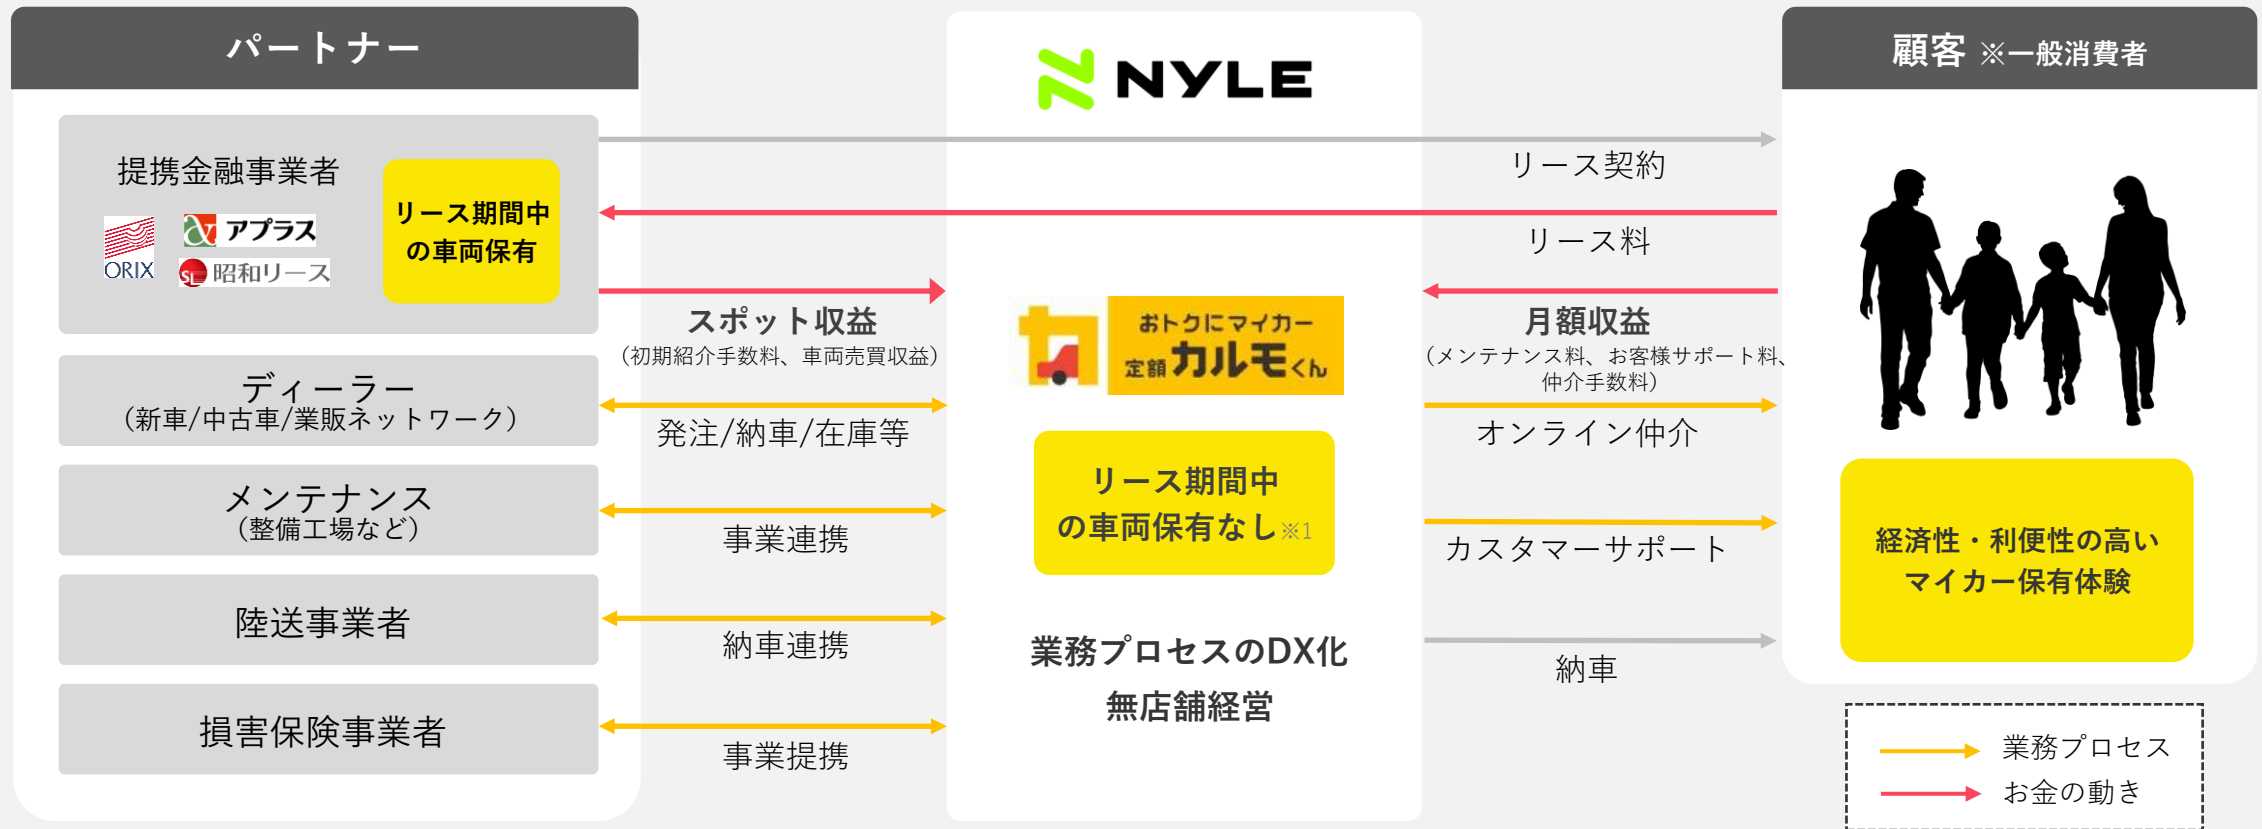 パートナー
提携金融事業者
ORIX
アプラス
SL 昭和リース
リース期間中
の車両保有
ディーラー
(新車/中古車/業販ネットワーク)
メンテナンス
(整備工場など)
陸送事業者
損害保険事業者
スポット収益
(初期紹介手数料、車両売買収益)
発注/納車/在庫等
事業連携
納車連携
事業提携
NYLE
おトクにマイカー
定額カルモくん
リース期間中
の車両保有なし※1
業務プロセスのDX化
無店舗経営
リース契約
リース料
月額収益
(メンテナンス料、お客様サポート料、
仲介手数料)
オンライン仲介
カスタマーサポート
納車
顧客 ※一般消費者
経済性・利便性の高い
マイカー保有体験
業務プロセス
お金の動き